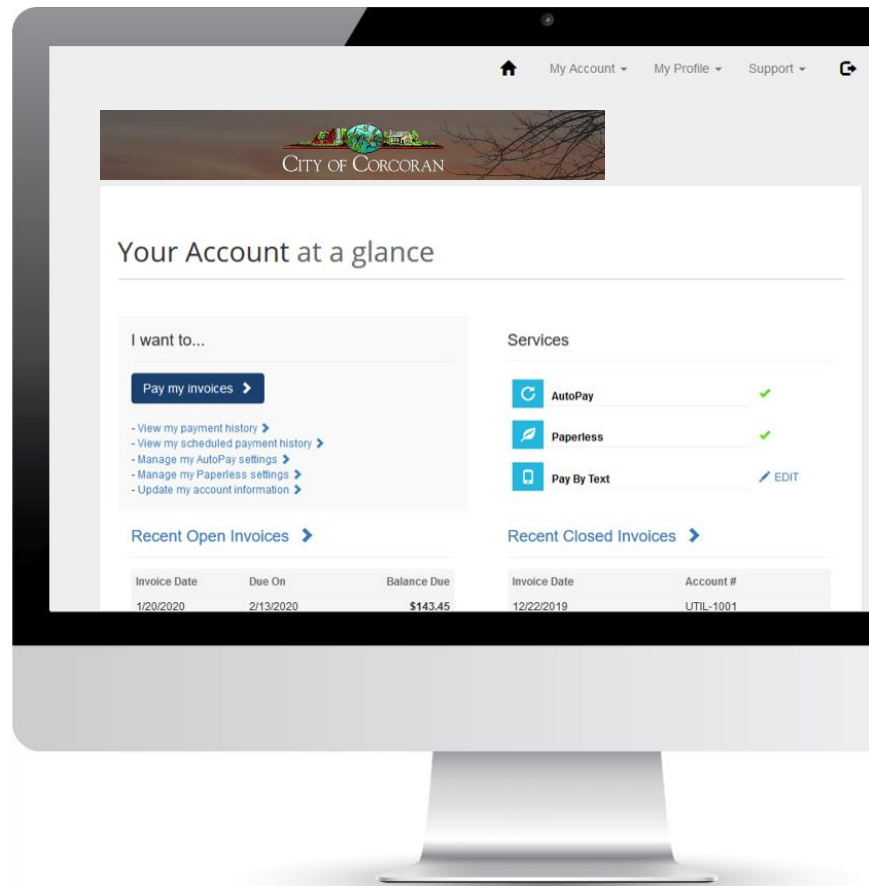 My Account My Profile Support
CITY OF CORCORAN
Your Account at a glance
I want to...
Pay my invoices
- View my payment history
- View my scheduled payment history
- Manage my AutoPay settings
- Manage my Paperless settings
- Update my account information
Services
AutoPay
Paperless
Pay By Text EDIT
Recent Open Invoices
Invoice Date Due On Balance Due
1/20/2020 2/13/2020 $143.45
Recent Closed Invoices
Invoice Date Account #
12/22/2019 UTIL-1001